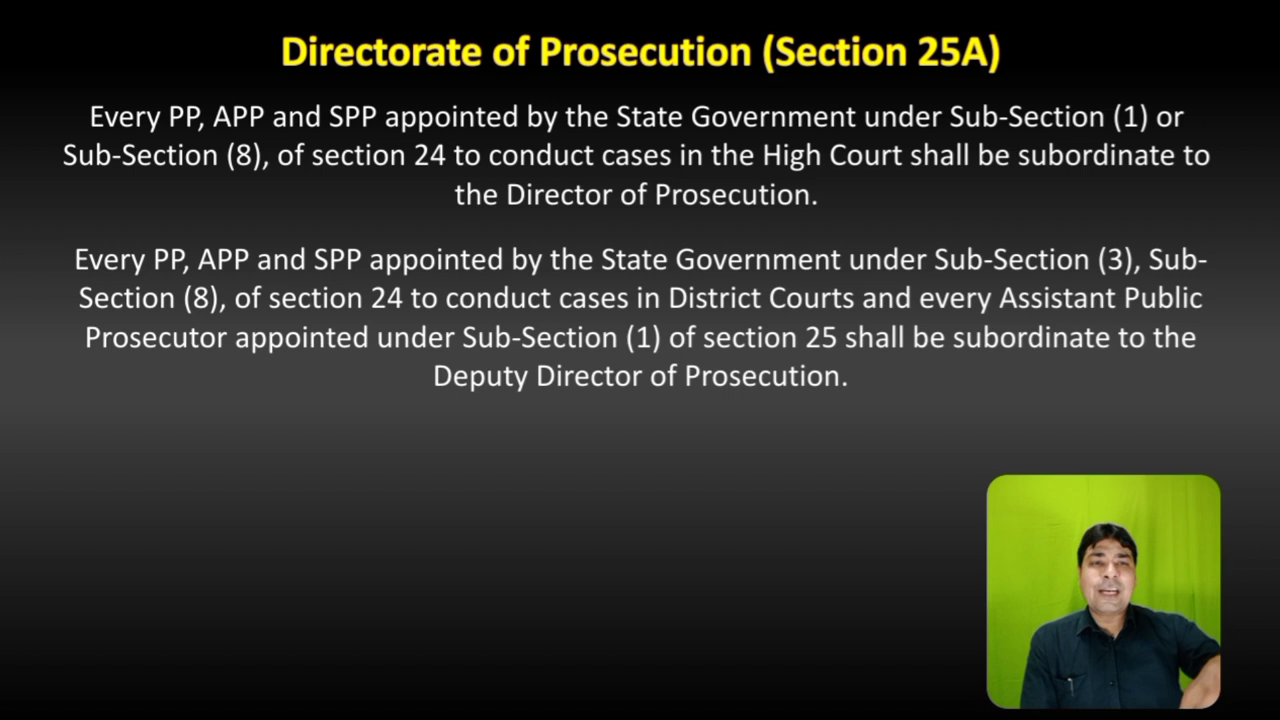 Directorate of Prosecution (Section 25A)
Every PP, APP and SPP appointed by the State Government under Sub-Section (1) or
Sub-Section (8), of section 24 to conduct cases in the High Court shall be subordinate to
the Director of Prosecution.
Every PP, APP and SPP appointed by the State Government under Sub-Section (3), Sub-
Section (8), of section 24 to conduct cases in District Courts and every Assistant Public
Prosecutor appointed under Sub-Section (1) of section 25 shall be subordinate to the
Deputy Director of Prosecution.